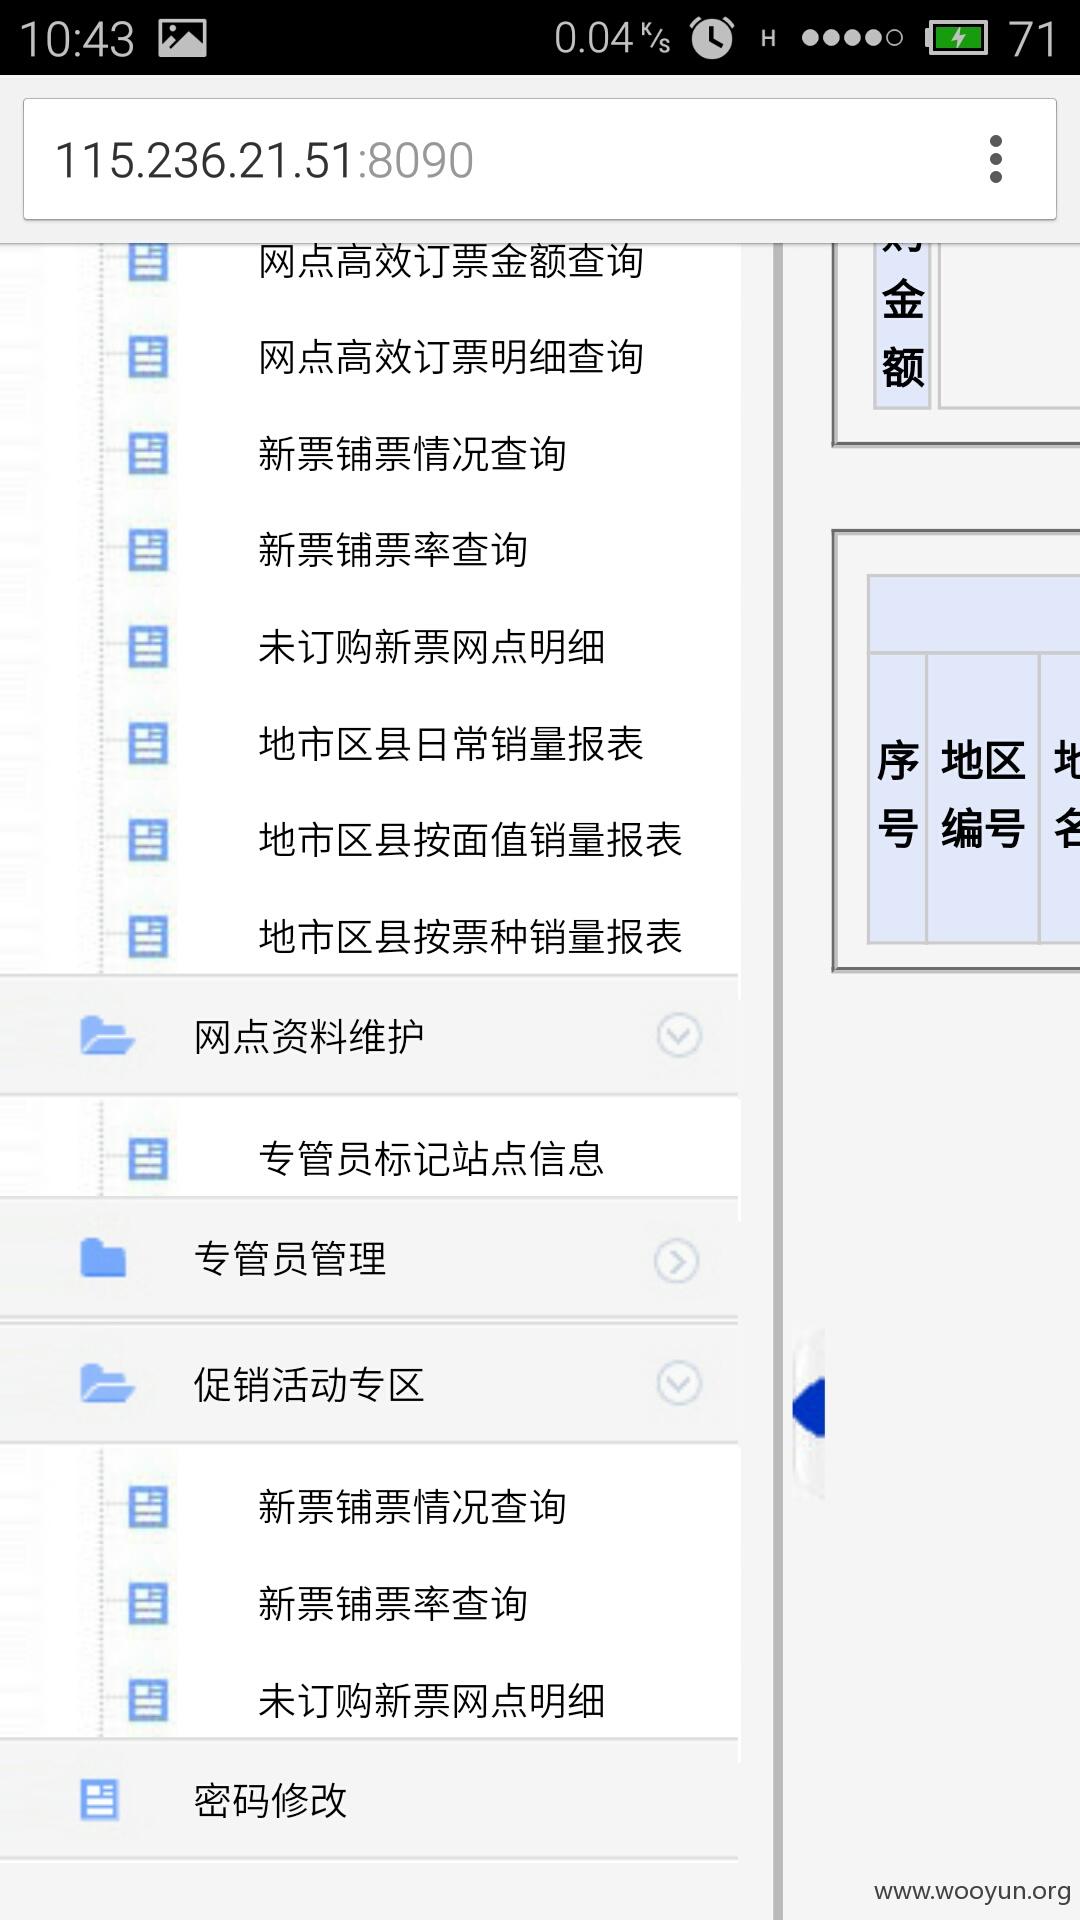 10:43
0.04 K/s
H
71
115.236.21.51:8090
网点高效订票金额查询
网点高效订票明细查询
新票铺票情况查询
新票铺票率查询
未订购新票网点明细
地市区县日常销量报表
地市区县按面值销量报表
地市区县按票种销量报表
网点资料维护
专管员标记站点信息
专管员管理
促销活动专区
新票铺票情况查询
新票铺票率查询
未订购新票网点明细
密码修改
金
额
序号
地区编号
www.wooyun.org